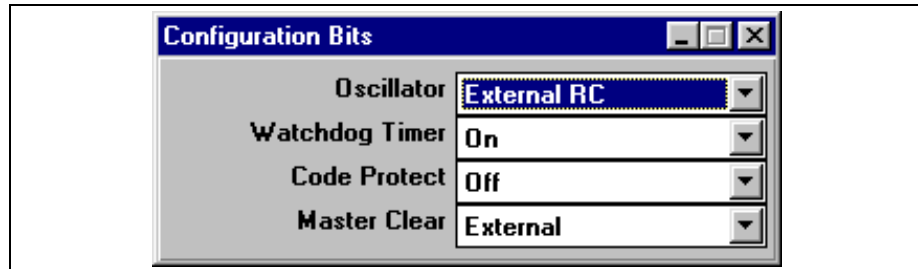 Configuration Bits
Oscillator External RC
Watchdog Timer On
Code Protect Off
Master Clear External